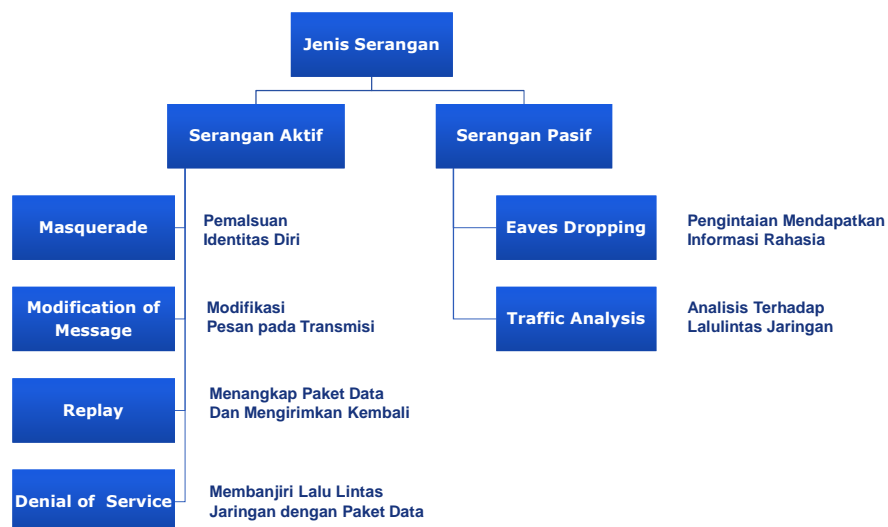 Jenis Serangan
Serangan Aktif
Serangan Pasif
Masquerade
Pemalsuan
Identitas Diri
Eaves Dropping
Pengintaian Mendapatkan
Informasi Rahasia
Modification of
Message
Modifikasi
Pesan pada Transmisi
Traffic Analysis
Analisis Terhadap
Lalulintas Jaringan
Replay
Menangkap Paket Data
Dan Mengirimkan Kembali
Denial of Service
Membanjiri Lalu Lintas
Jaringan dengan Paket Data